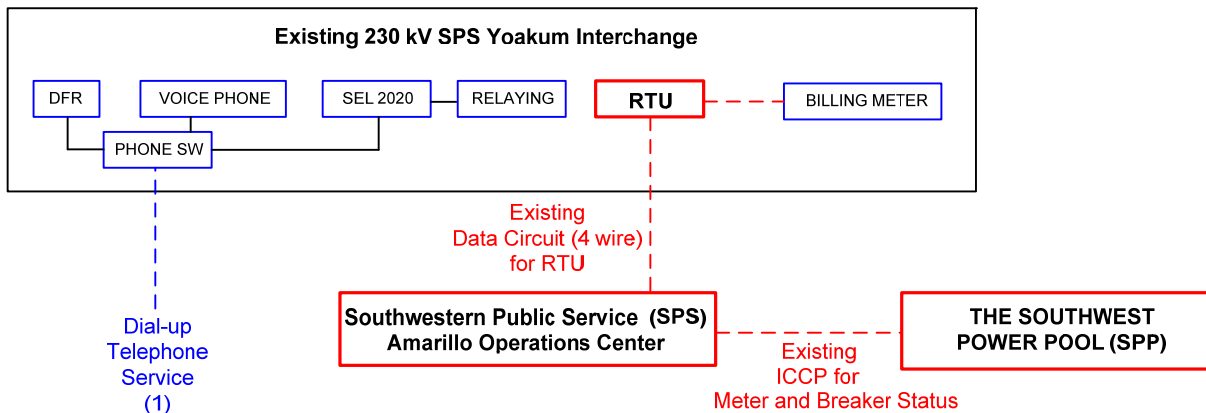 Existing 230 kV SPS Yoakum Interchange
DFR
VOICE PHONE
SEL 2020
RELAYING
RTU
BILLING METER
PHONE SW
Existing
Data Circuit (4 wire)
for RTU
Dial-up
Telephone
Service
(1)
Southwestern Public Service (SPS)
Amarillo Operations Center
Existing
ICCP for
Meter and Breaker Status
THE SOUTHWEST
POWER POOL (SPP)